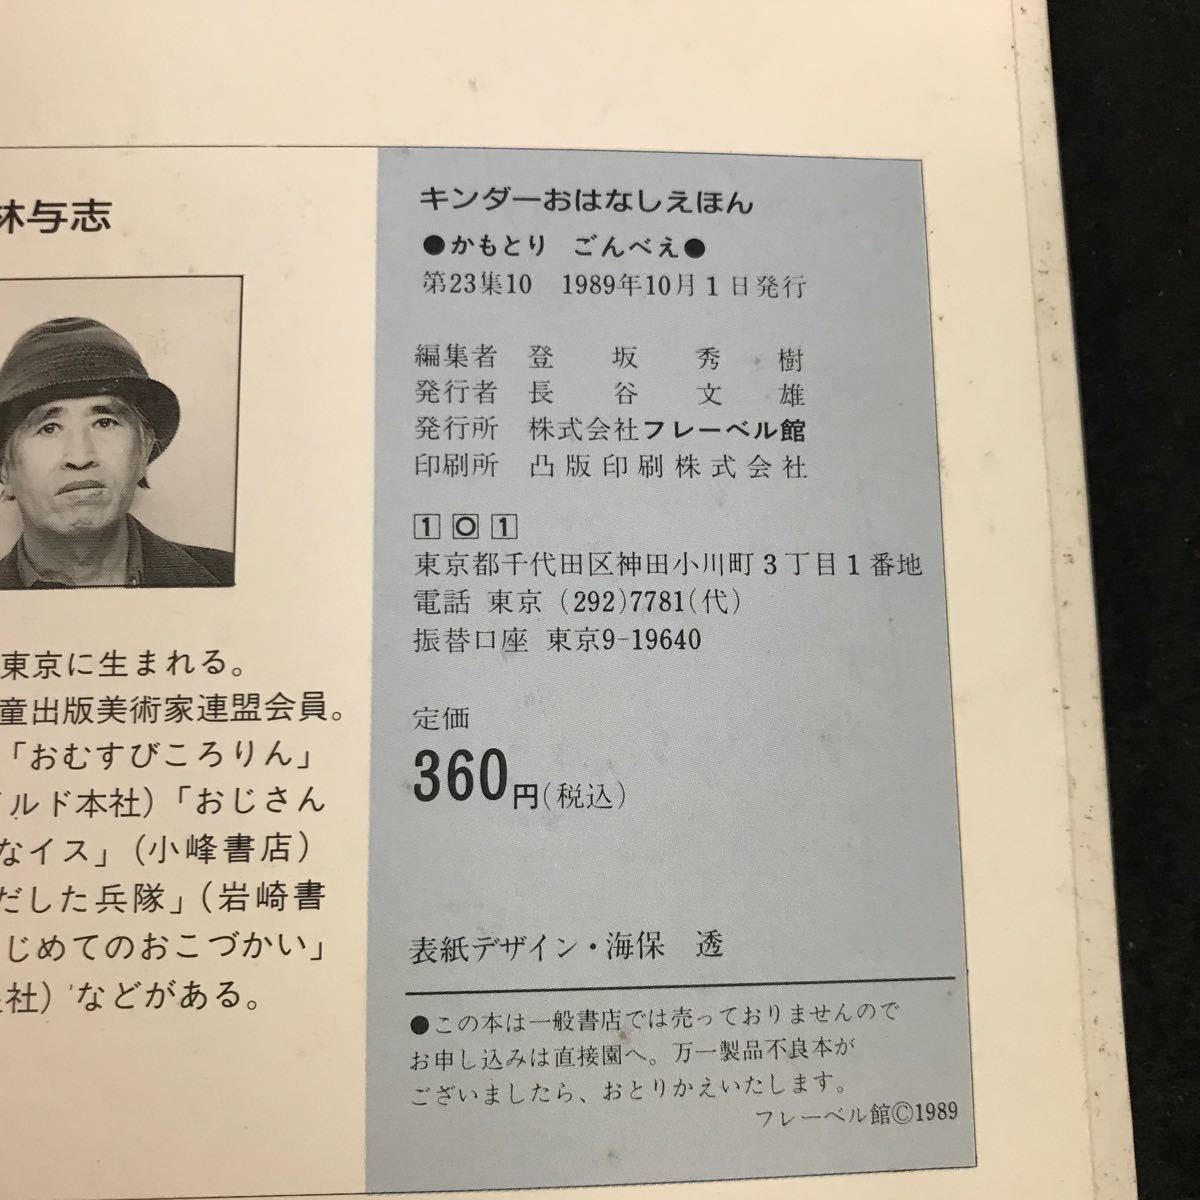 林与志
東京に生まれる。
童出版美術家連盟会員。
「おむすびころりん」
ルド本社)「おじさん
なイス」(小峰書店)
だした兵隊」(岩崎書
じめてのおこづかい」
社)などがある。
キンダーおはなしえほん
●かもとり ごんべえ●
第23集10 1989年10月1日発行
編集者 登坂秀樹
発行者 長谷文雄
発行所 株式会社フレーベル館
印刷所 凸版印刷株式会社
101
東京都千代田区神田小川町3丁目1番地
電話 東京 (292)7781(代)
振替口座 東京9-19640
定価
360円(税込)
表紙デザイン・海保 透
●この本は一般書店では売っておりませんので
お申し込みは直接園へ。万一製品不良本が
ございましたら、おとりかえいたします。
フレーベル館©1989